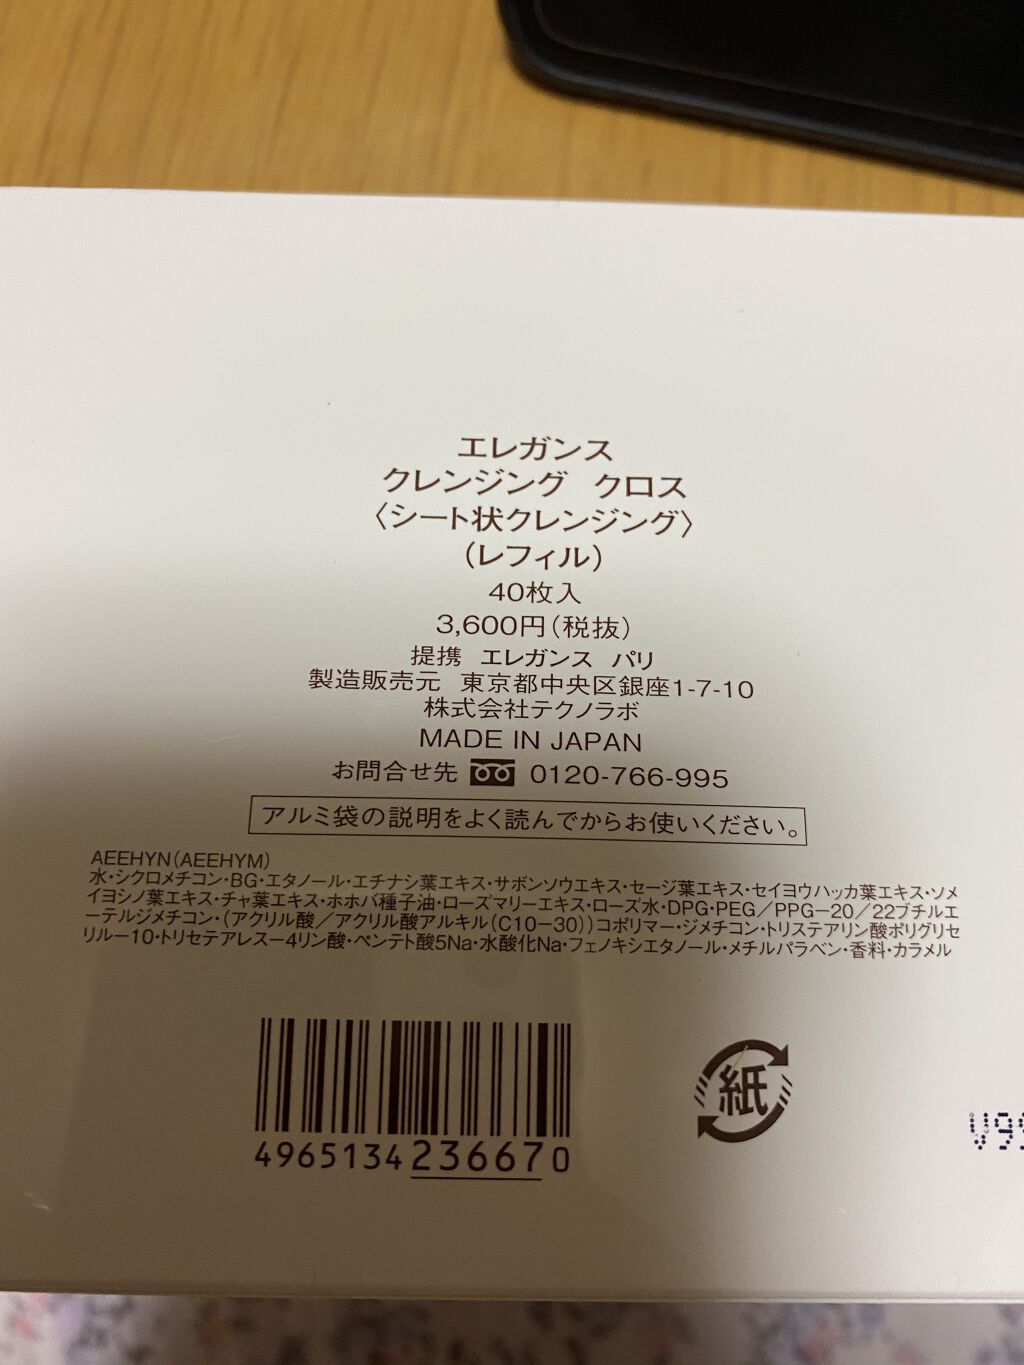 エレガンス
クレンジング クロス
〈シート状クレンジング〉
(レフィル)
40枚入
3,600円(税抜)
提携 エレガンス パリ
製造販売元 東京都中央区銀座1-7-10
株式会社テクノラボ
MADE IN JAPAN
お問合せ先 0120-766-995
アルミ袋の説明をよく読んでからお使いください。
AEEHYN(AEEHYM)
水・シクロメチコン・BG・エタノール・エチナシ葉エキス・サボンソウエキス・セージ葉エキス・セイヨウハッカ葉エキス・ソメ
イヨシノ葉エキス・チャ葉エキス・ホホバ種子油・ローズマリーエキス・ローズ水・DPG・PEG/PPG-20/22ブチルエ
ーテルジメチコン・(アクリル酸/アクリル酸アルキル(C10-30))コポリマー・ジメチコン・トリステアリン酸ポリグリセ
リル-10・トリセテアレス-4リン酸・ペンテト酸5Na・水酸化Na・フェノキシエタノール・メチルパラベン・香料・カラメル
4965134236670
紙